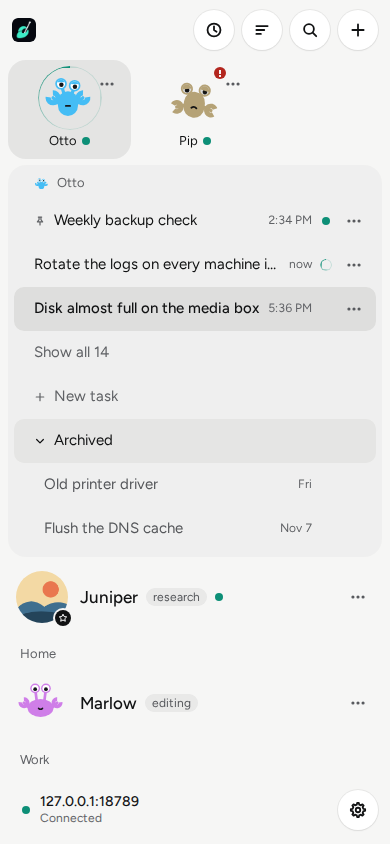 Otto
Pip
Otto
Weekly backup check 2:34 PM
Rotate the logs on every machine i... now
Disk almost full on the media box 5:36 PM
Show all 14
New task
Archived
Old printer driver Fri
Flush the DNS cache Nov 7
Juniper research
Home
Marlow editing
Work
127.0.0.1:18789
Connected